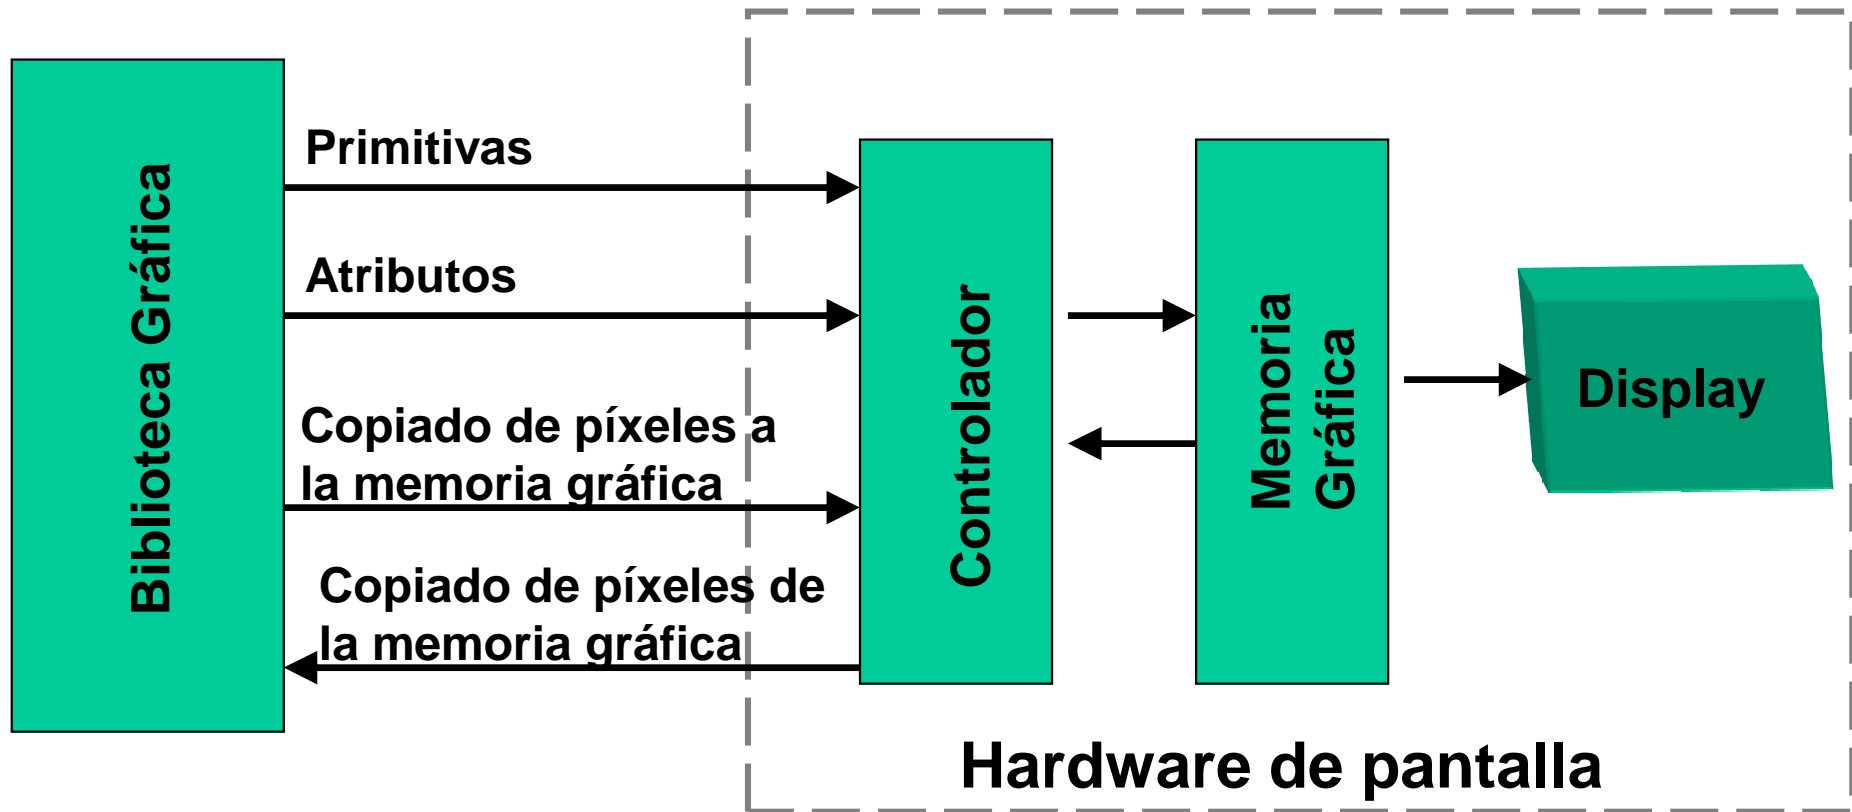 Biblioteca Gráfica
Primitivas
Atributos
Copiado de píxeles a
la memoria gráfica
Copiado de píxeles de
la memoria gráfica
Controlador
Memoria
Gráfica
Display
Hardware de pantalla